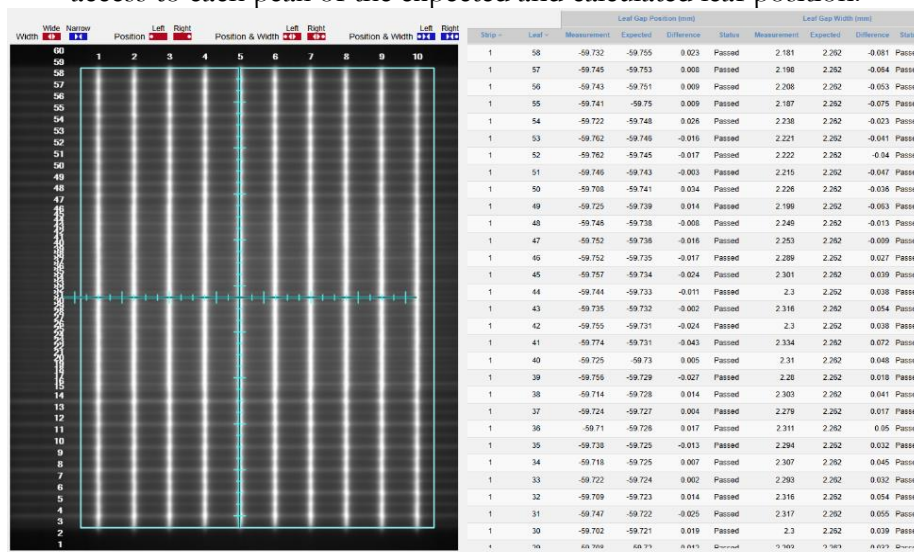 access to each peak of the expected and calculated leaf position.
Wide Narrow Left Right Left Right Left Right
Width Position Position & Width Position & Width
Leaf Gap Position (mm) Leaf Gap Width (mm)
Strip Leaf Measurement Expected Difference Status Measurement Expected Difference
1 58 -59.732 -59.755 0.023 Passed 2.181 2.262 -0.081
1 57 -59.745 -59.753 0.008 Passed 2.198 2.262 -0.064
1 56 -59.743 -59.751 0.009 Passed 2.208 2.262 -0.053
1 55 -59.741 -59.75 0.009 Passed 2.187 2.262 -0.075
1 54 -59.722 -59.748 0.026 Passed 2.238 2.262 -0.023
1 53 -59.762 -59.746 -0.016 Passed 2.221 2.262 -0.041
1 52 -59.762 -59.745 -0.017 Passed 2.222 2.262 -0.04
1 51 -59.746 -59.743 -0.003 Passed 2.215 2.262 -0.047
1 50 -59.708 -59.741 0.034 Passed 2.226 2.262 -0.036
1 49 -59.725 -59.739 0.014 Passed 2.199 2.262 -0.063
1 48 -59.746 -59.738 -0.008 Passed 2.249 2.262 -0.013
1 47 -59.752 -59.736 -0.016 Passed 2.253 2.262 -0.009
1 46 -59.752 -59.735 -0.017 Passed 2.289 2.262 0.027
1 45 -59.757 -59.734 -0.024 Passed 2.301 2.262 0.039
1 44 -59.744 -59.733 -0.011 Passed 2.3 2.262 0.038
1 43 -59.735 -59.732 -0.002 Passed 2.316 2.262 0.054
1 42 -59.755 -59.731 -0.024 Passed 2.3 2.262 0.038
1 41 -59.774 -59.731 -0.043 Passed 2.334 2.262 0.072
1 40 -59.725 -59.73 0.005 Passed 2.31 2.262 0.048
1 39 -59.756 -59.729 -0.027 Passed 2.28 2.262 0.018
1 38 -59.714 -59.728 0.014 Passed 2.303 2.262 0.041
1 37 -59.724 -59.727 0.004 Passed 2.279 2.262 0.017
1 36 -59.71 -59.726 0.017 Passed 2.311 2.262 0.05
1 35 -59.738 -59.725 -0.013 Passed 2.294 2.262 0.032
1 34 -59.718 -59.725 0.007 Passed 2.307 2.262 0.045
1 33 -59.722 -59.724 0.002 Passed 2.293 2.262 0.032
1 32 -59.709 -59.723 0.014 Passed 2.316 2.262 0.054
1 31 -59.747 -59.722 -0.025 Passed 2.317 2.262 0.055
1 30 -59.702 -59.721 0.019 Passed 2.3 2.262 0.039
1 2 3 4 5 6 7 8 9 10
60
59
58
57
56
55
54
53
52
51
50
49
48
47
46
15
14
13
12
11
10
9
8
7
6
5
4
3
2
1